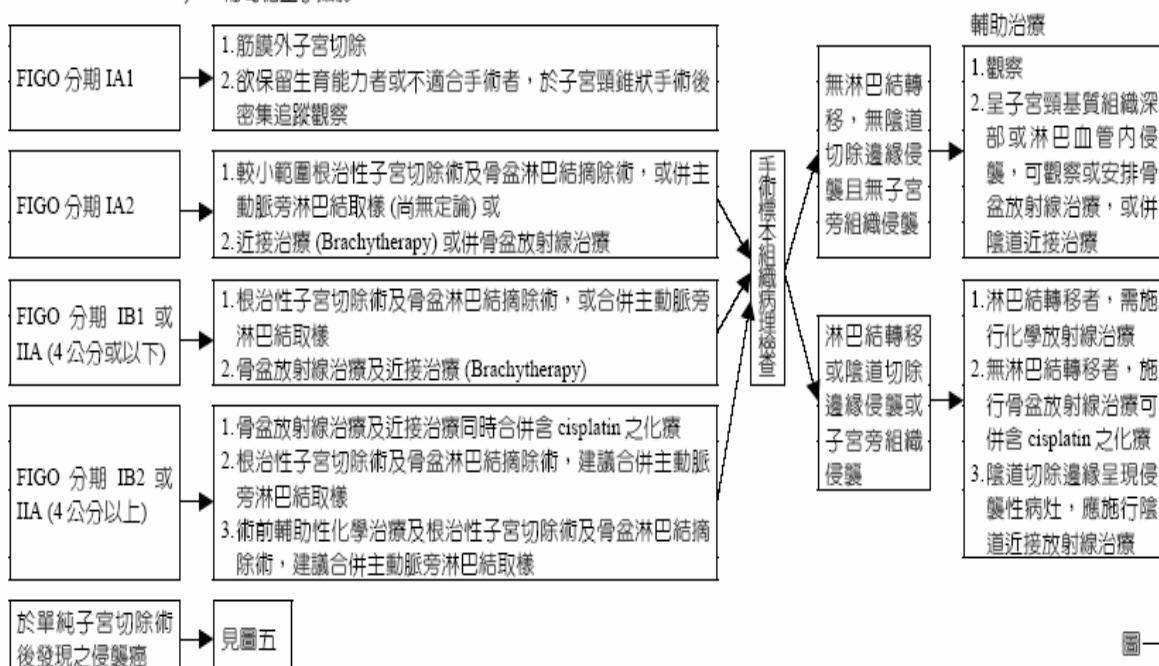 FIGO 分期 IA1
1.筋膜外子宮切除
2.欲保留生育能力者或不適合手術者，於子宮頸錐狀手術後
密集追蹤觀察
FIGO 分期 IA2
1.較小範圍根治性子宮切除術及骨盆淋巴結摘除術，或併主
動脈旁淋巴結取樣 (尚無定論) 或
2.近接治療 (Brachytherapy) 或併骨盆放射線治療
FIGO 分期 IB1 或
IIA (4公分或以下)
1.根治性子宮切除術及骨盆淋巴結摘除術，或合併主動脈旁
淋巴結取樣
2.骨盆放射線治療及近接治療 (Brachytherapy)
FIGO 分期 IB2 或
IIA (4公分以上)
1.骨盆放射線治療及近接治療同時合併含 cisplatin 之化療
2.根治性子宮切除術及骨盆淋巴結摘除術，建議合併主動脈
旁淋巴結取樣
3.術前輔助性化學治療及根治性子宮切除術及骨盆淋巴結摘
除術，建議合併主動脈旁淋巴結取樣
於單純子宮切除術
後發現之侵襲癌
見圖五
手術標本組織病理檢查
無淋巴結轉
移，無陰道
切除邊緣侵
襲且無子宮
旁組織侵襲
淋巴結轉移
或陰道切除
邊緣侵襲或
子宮旁組織
侵襲
輔助治療
1.觀察
2.呈子宮頸基質組織深
部或淋巴血管內侵
襲，可觀察或安排骨
盆放射線治療，或併
陰道近接治療
1.淋巴結轉移者，需施
行化學放射線治療
2.無淋巴結轉移者，施
行骨盆放射線治療可
併含 cisplatin 之化療
3.陰道切除邊緣呈現侵
襲性病灶，應施行陰
道近接放射線治療
圖一